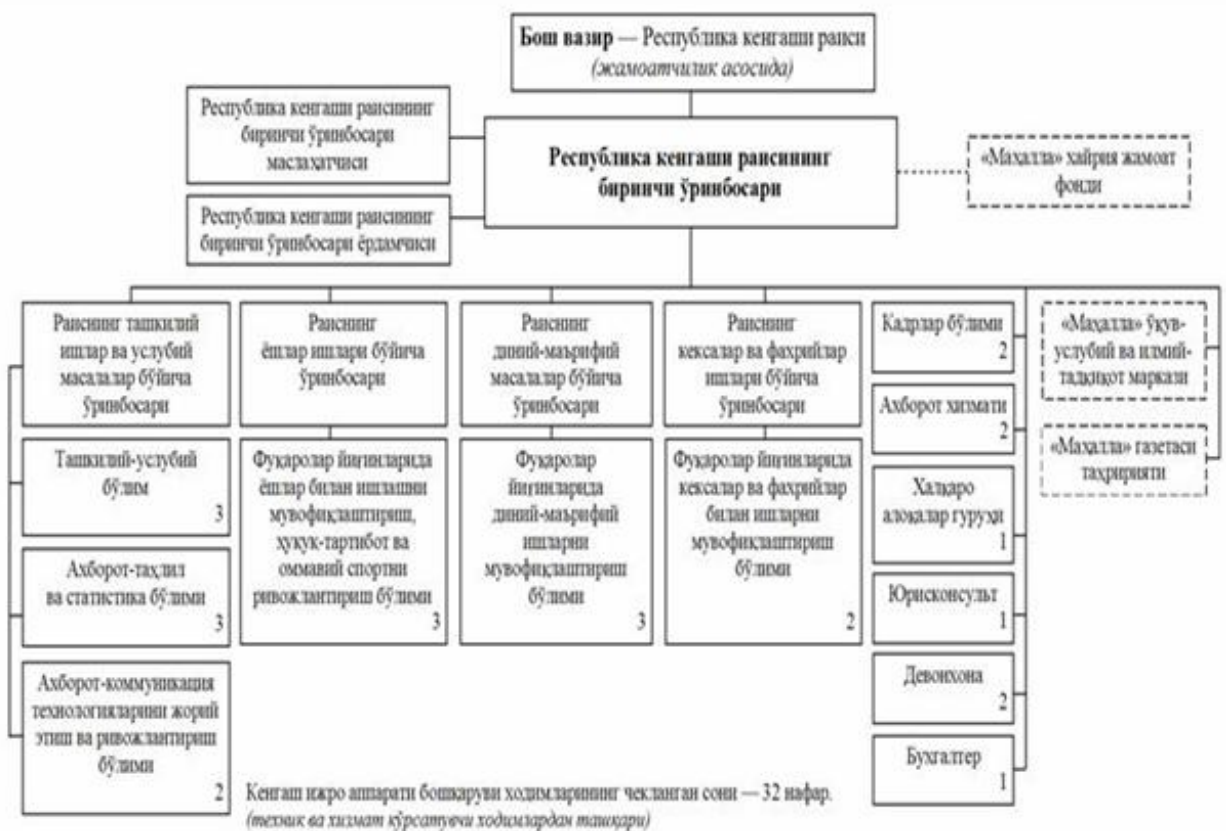 Бош вазир — Республика кенгаши раиси
(жамоатчилик асосида)
Республика кенгаши раисининг
биринчи ўринбосари
маслаҳатчиси
Республика кенгаши раисининг
биринчи ўринбосари
«Маҳалла» хайрия жамоат
фонди
Республика кенгаши раисининг
биринчи ўринбосари ёрдамчиси
Раиснинг ташкилий
ишлар ва услубий
масалалар бўйича
ўринбосари
Раиснинг
ёшлар ишлари бўйича
ўринбосари
Раиснинг
диний-маърифий
масалалар бўйича
ўринбосари
Раиснинг
кексалар ва фахрийлар
ишлари бўйича
ўринбосари
Кадрлар бўлими
2
«Маҳалла» ўқув-
услубий ва илмий-
тадқиқот маркази
Ахборот хизмати
2
«Маҳалла» газетаси
таҳририяти
Ташкилий-услубий
бўлим
3
Фуқаролар йиғинларида
ёшлар билан ишлашни
мувофиқлаштириш,
ҳуқуқ-тартибот ва
оммавий спортни
ривожлантириш бўлими
3
Фуқаролар
йиғинларида
диний-маърифий
ишларни
мувофиқлаштириш
бўлими
3
Фуқаролар йиғинларида
кексалар ва фахрийлар
билан ишларни
мувофиқлаштириш
бўлими
2
Халқаро
алоқалар гуруҳи
1
Ахборот-таҳлил
ва статистика бўлими
3
Юрисконсульт
1
Ахборот-коммуникация
технологияларини жорий
этиш ва ривожлантириш
бўлими
2
Девонхона
2
Бухгалтер
1
Кенгаш ижро аппарати бошқаруви ходимларининг чекланган сони — 32 нафар.
(техник ва хизмат кўрсатувчи ходимлардан ташқари)